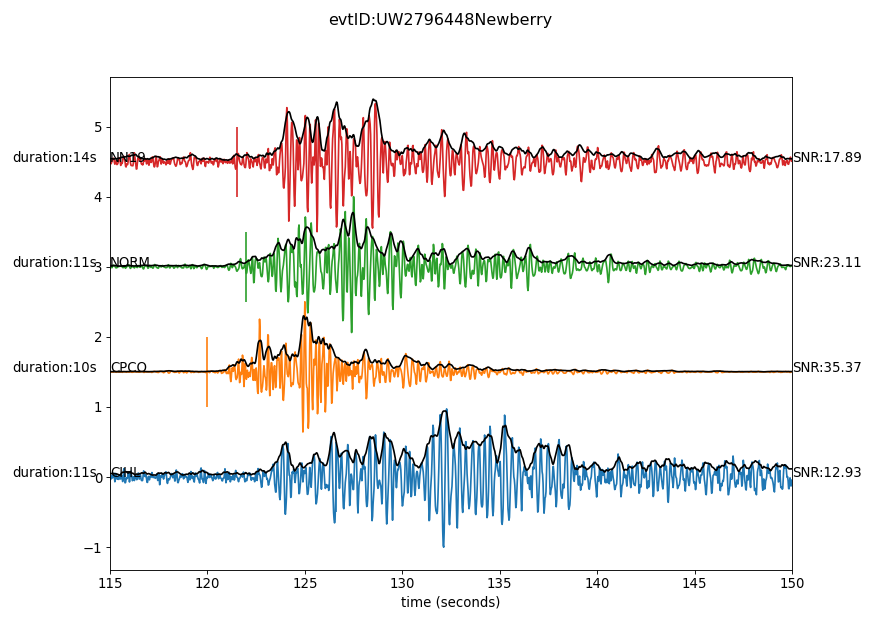 evtID:UW2796448Newberry
5
duration:14s NN19 SNR:17.89
4
duration:11s 3 NORM SNR:23.11
2
duration:10s CPCO SNR:35.37
1
duration:11s 0 SNR:12.93
−1
115 120 125 130 135 140 145 150
time (seconds)